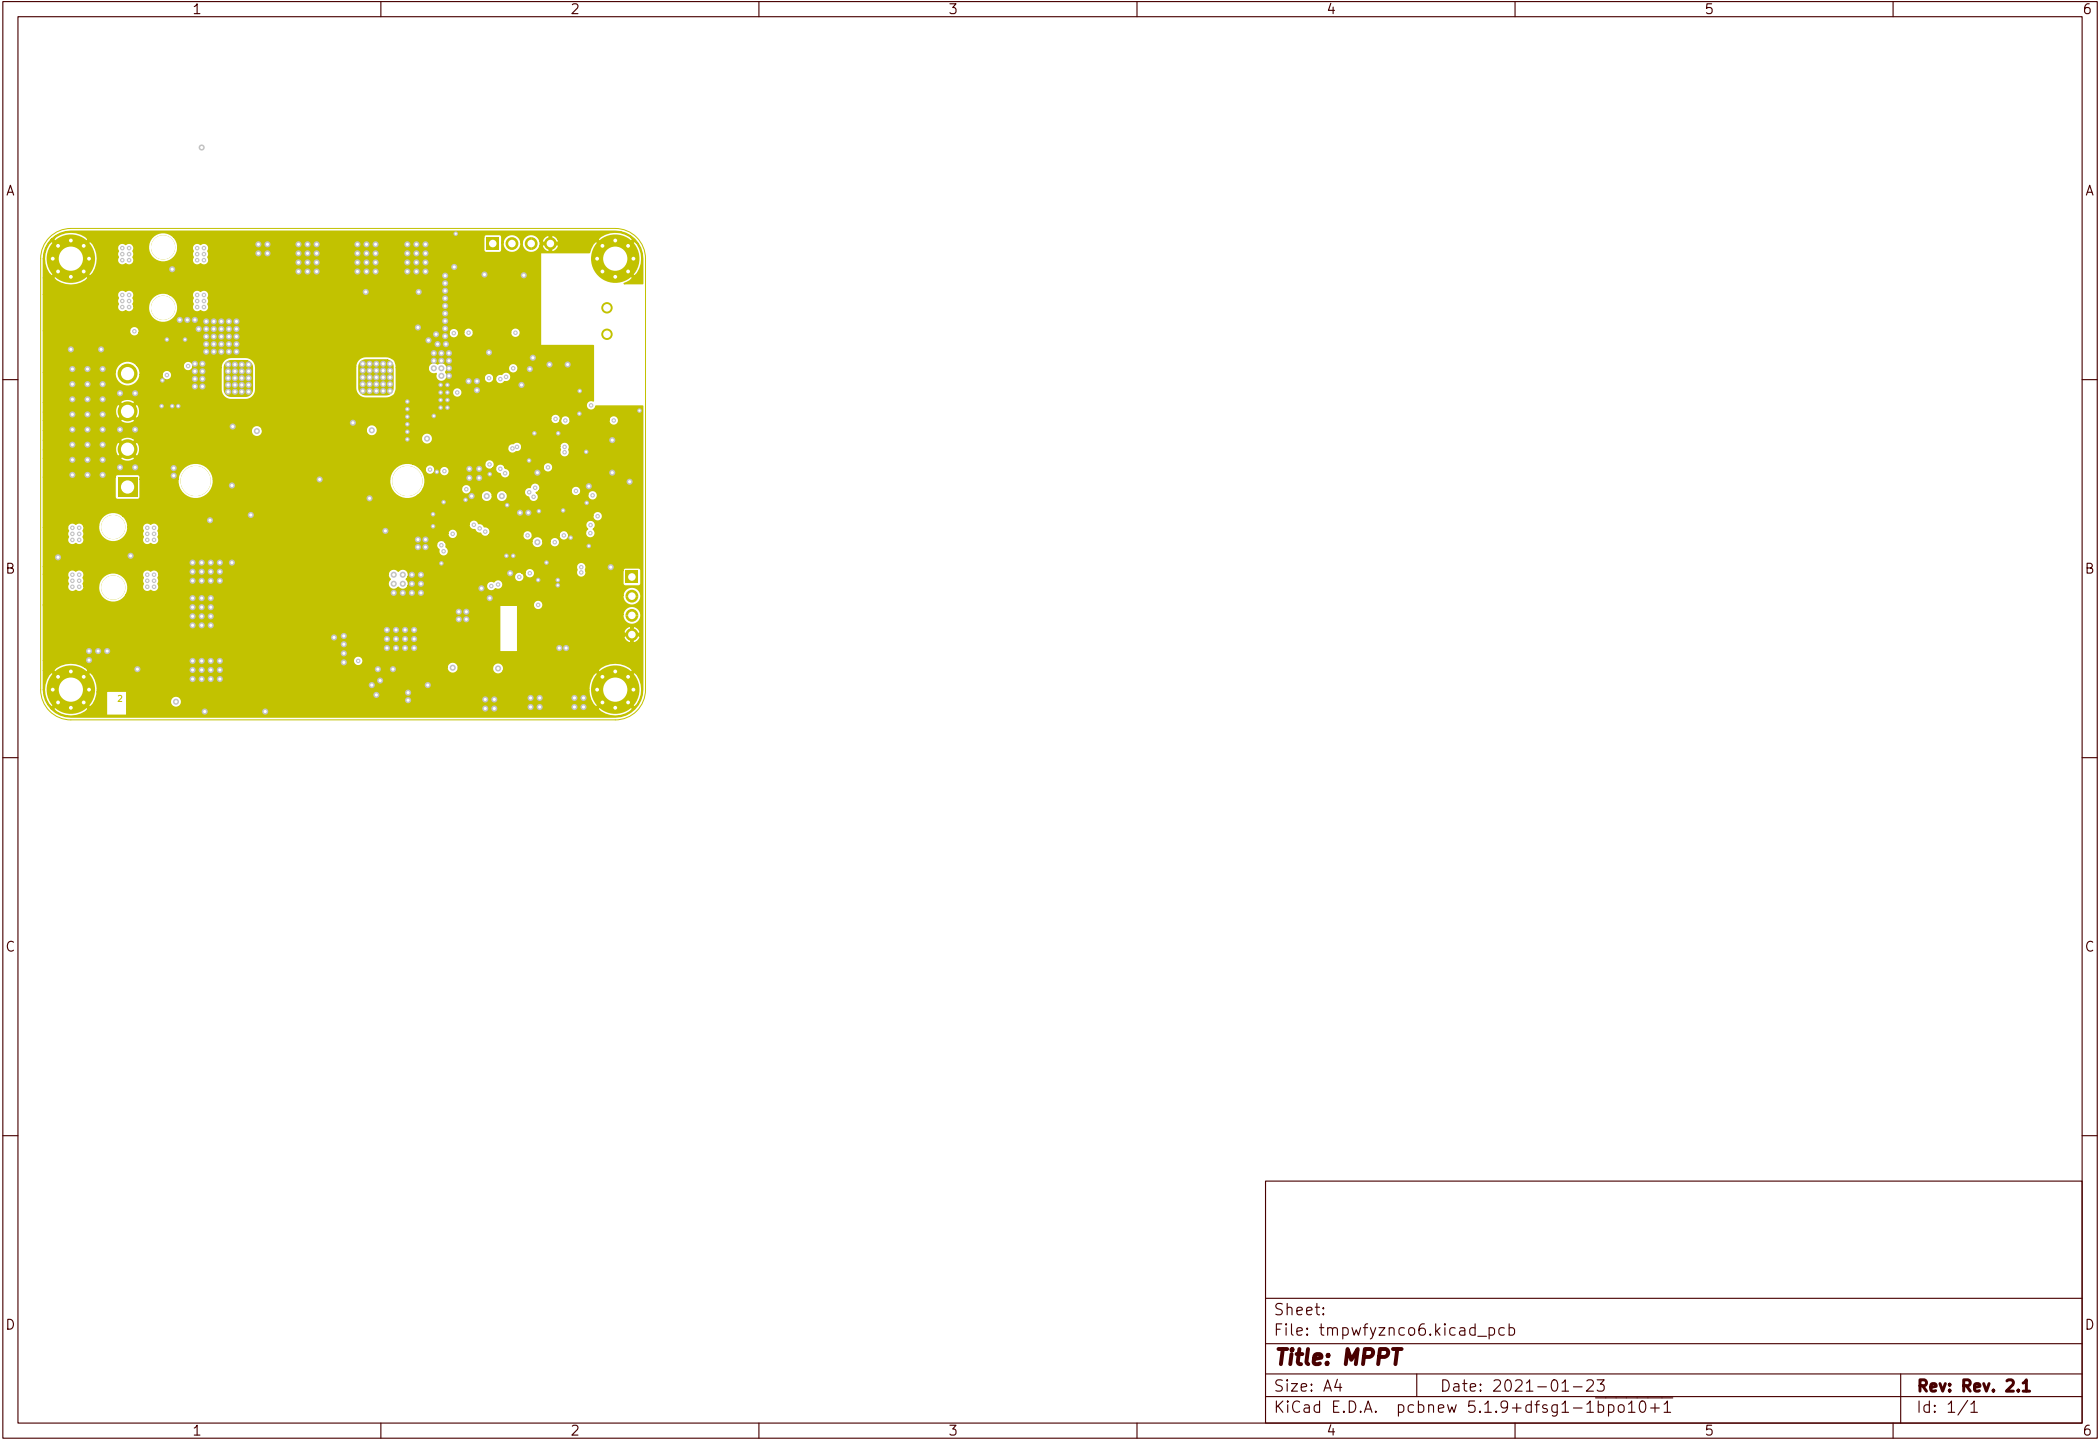 1 2 3 4 5 6
A A
2
B B
C C
Sheet:
File: tmpwfyznco6.kicad_pcb
D D
Title: MPPT
Size: A4 Date: 2021-01-23 Rev: Rev. 2.1
KiCad E.D.A. pcbnew 5.1.9+dfsg1-1bpo10+1 Id: 1/1
1 2 3 4 5 6